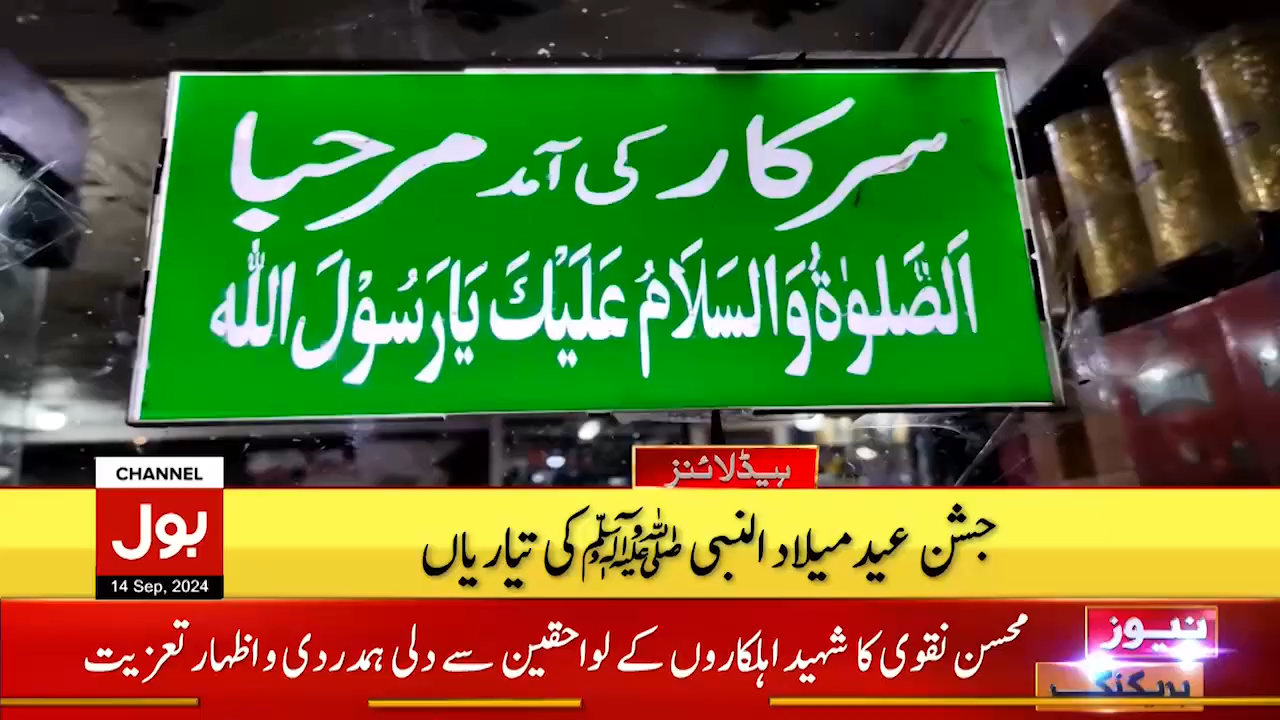 سرکار کی آمد مرحبا
اَلصَّلوٰۃُ وَالسَلَامُ عَلَیْکَ یَارَسُوْلَ اللہ
ہیڈلائنز
CHANNEL
بول
14 Sep, 2024
جشن عید میلاد النبی ﷺ کی تیاریاں
نیوز
بریکنگ
محسن نقوی کا شہید اہلکاروں کے لواحقین سے دلی ہمدردی و اظہار تعزیت